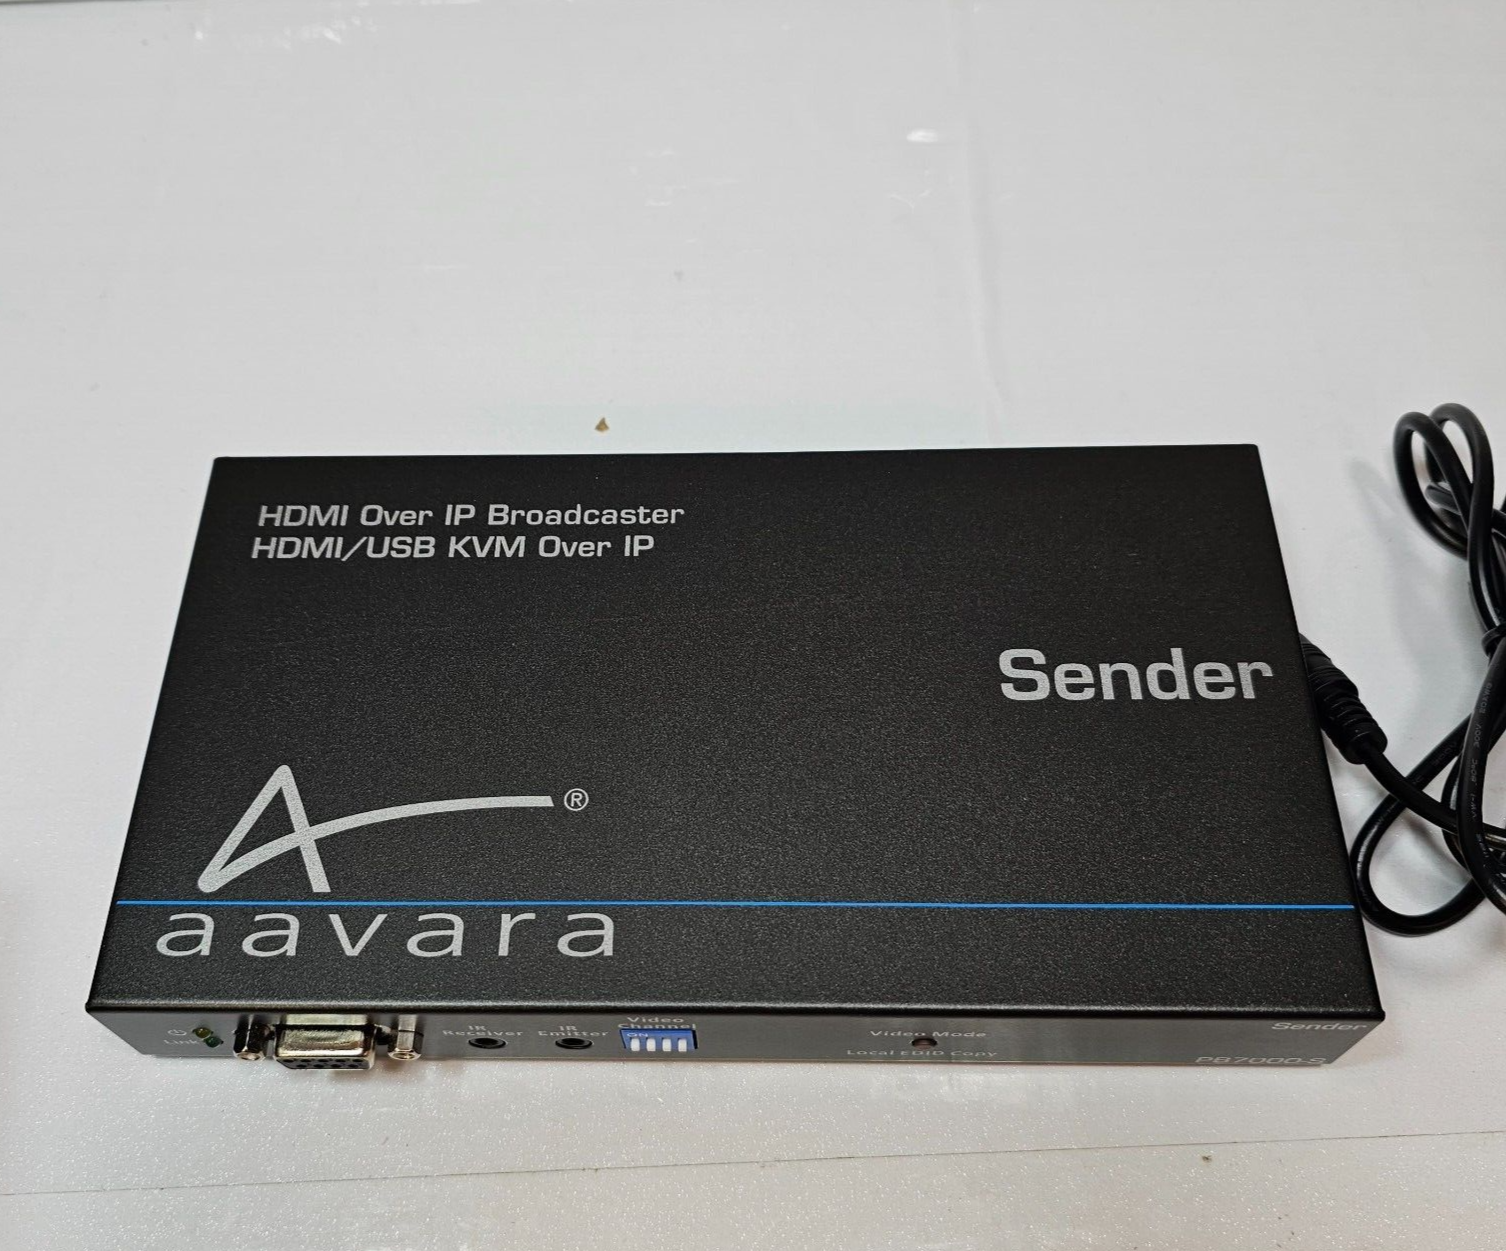 HDMI Over IP Broadcaster
HDMI/USB KVM Over IP
Sender
®
aavara
Link
IR
Receiver
IR
Emitter
Video
Channel
ON
Video Mode
Local EDID Copy
Sender
PB7000-S